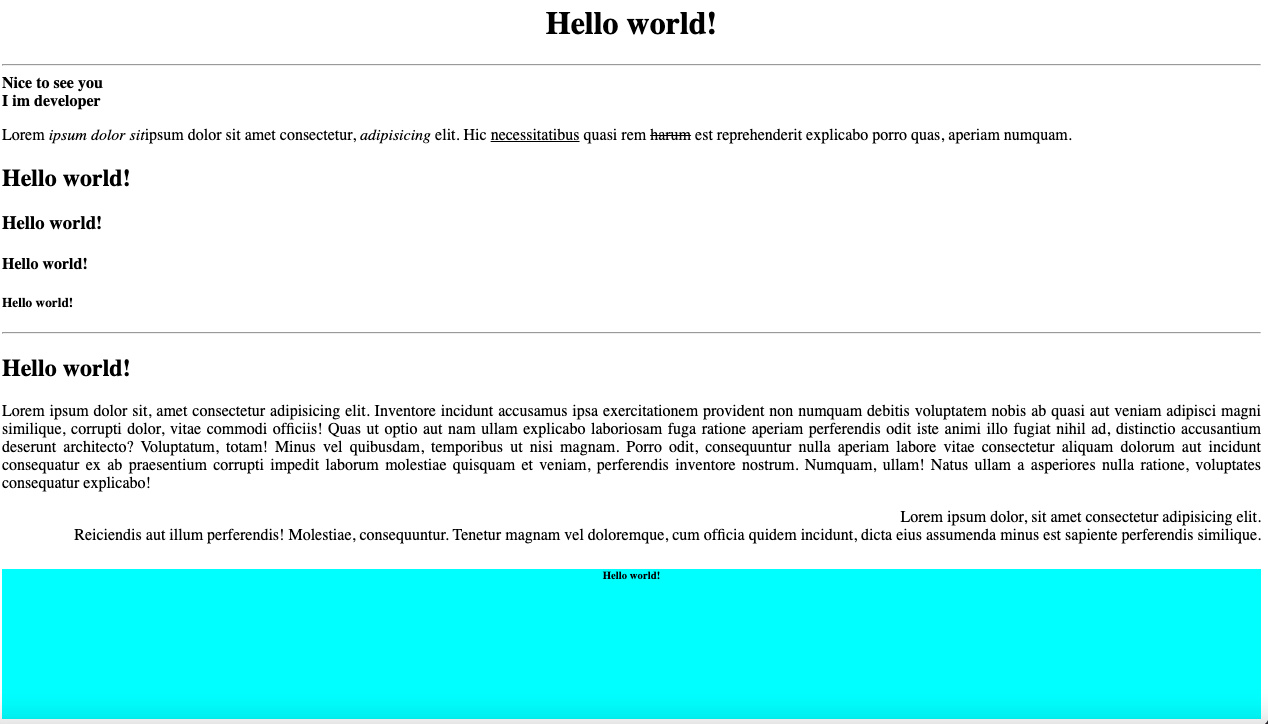 Hello world!
Nice to see you
I im developer
Lorem ipsum dolor sitipsum dolor sit amet consectetur, adipisicing elit. Hic necessitatibus quasi rem harum est reprehenderit explicabo porro quas, aperiam numquam.
Hello world!
Hello world!
Hello world!
Hello world!
Hello world!
Lorem ipsum dolor sit, amet consectetur adipisicing elit. Inventore incidunt accusamus ipsa exercitationem provident non numquam debitis voluptatem nobis ab quasi aut veniam adipisci magni
similique, corrupti dolor, vitae commodi officiis! Quas ut optio aut nam ullam explicabo laboriosam fuga ratione aperiam perferendis odit iste animi illo fugiat nihil ad, distinctio accusantium
deserunt architecto? Voluptatum, totam! Minus vel quibusdam, temporibus ut nisi magnam. Porro odit, consequuntur nulla aperiam labore vitae consectetur aliquam dolorum aut incidunt
consequatur ex ab praesentium corrupti impedit laborum molestiae quisquam et veniam, perferendis inventore nostrum. Numquam, ullam! Natus ullam a asperiores nulla ratione, voluptates
consequatur explicabo!
Lorem ipsum dolor, sit amet consectetur adipisicing elit.
Reiciendis aut illum perferendis! Molestiae, consequuntur. Tenetur magnam vel doloremque, cum officia quidem incidunt, dicta eius assumenda minus est sapiente perferendis similique.
Hello world!